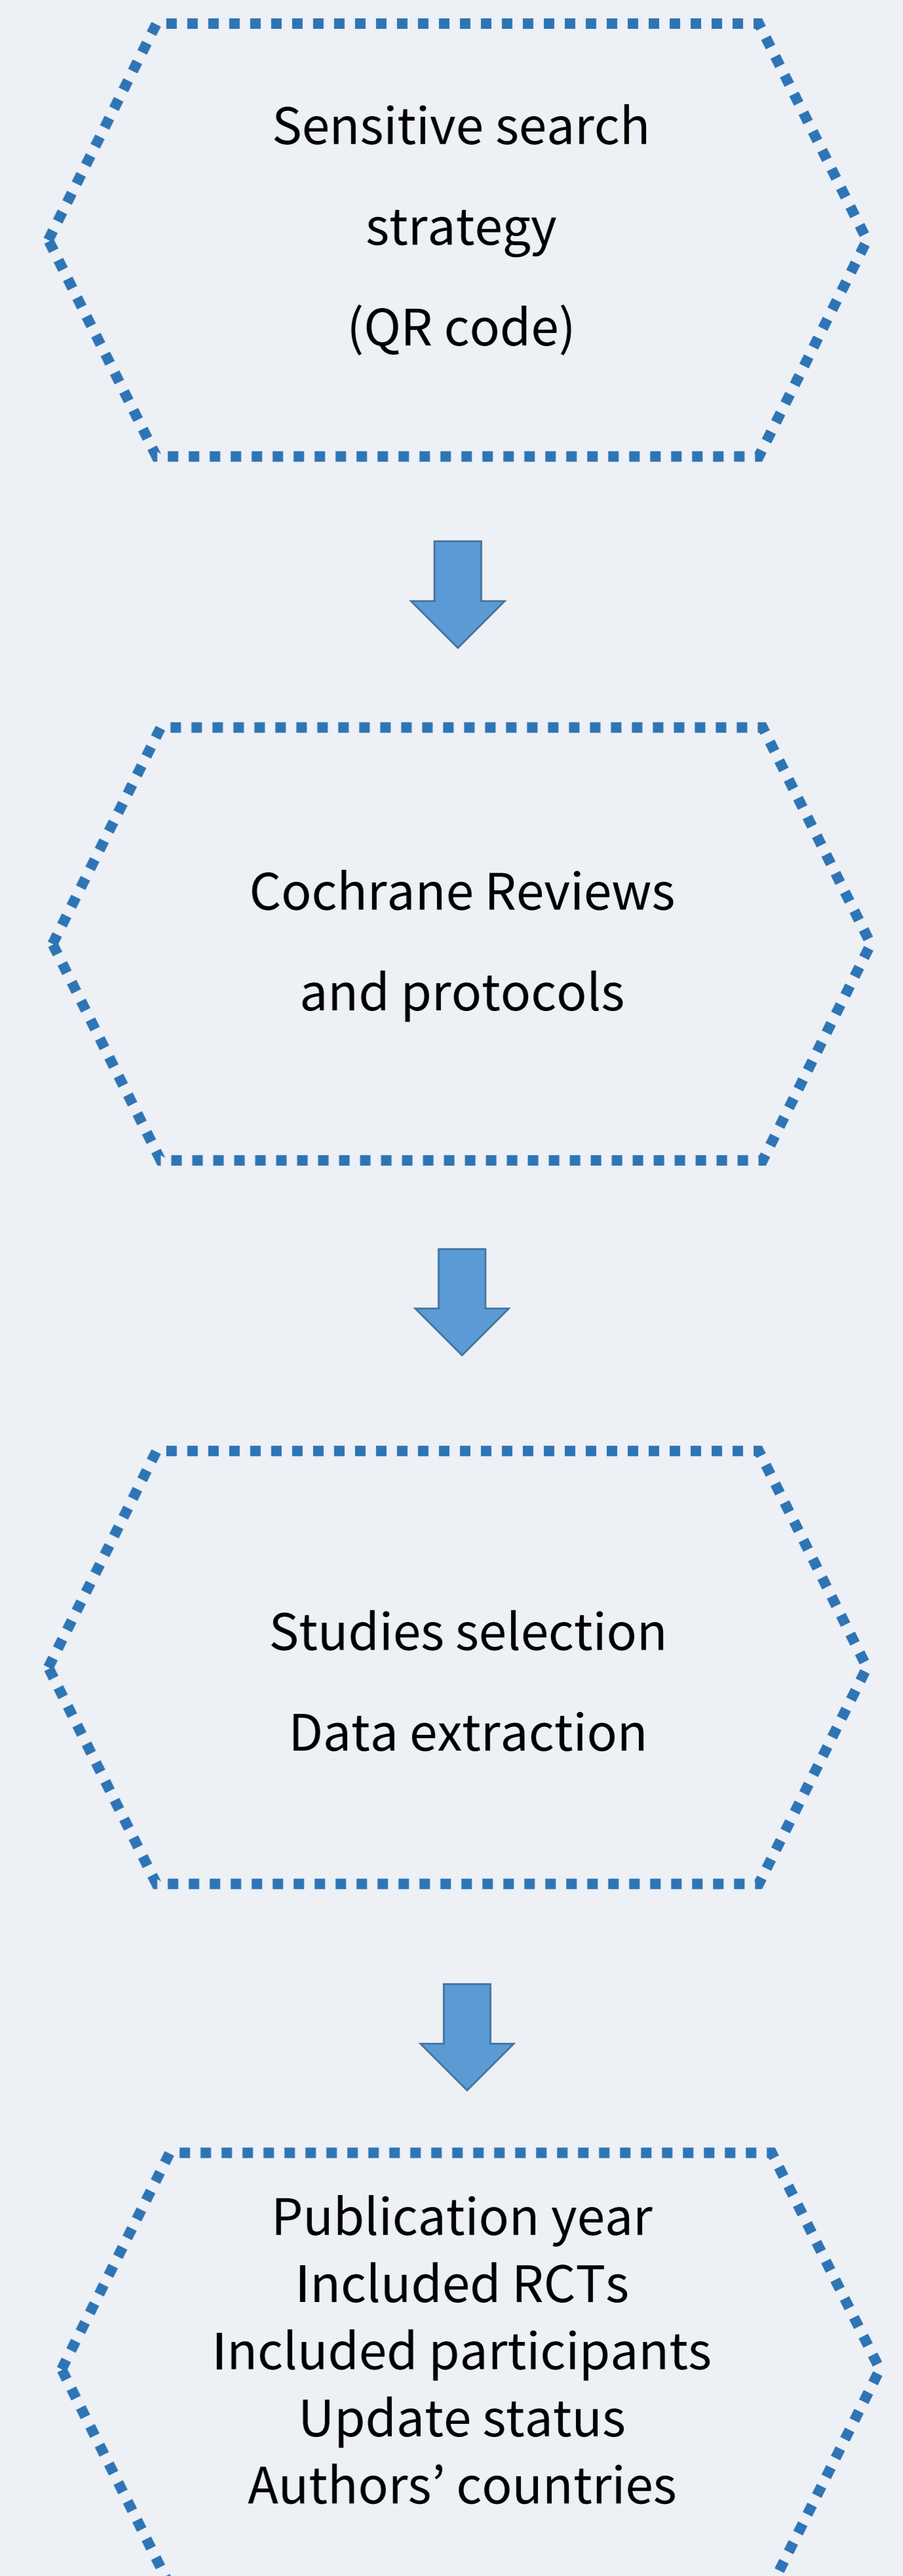 Sensitive search
strategy
(QR code)
Cochrane Reviews
and protocols
Studies selection
Data extraction
Publication year
Included RCTs
Included participants
Update status
Authors’ countries